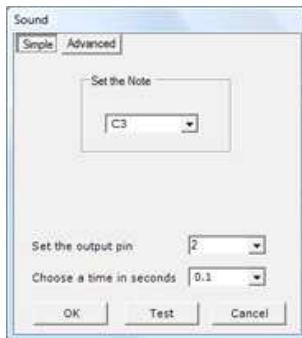 Sound
Simple Advanced
Set the Note
C3
Set the output pin 2
Choose a time in seconds 0.1
OK Test Cancel